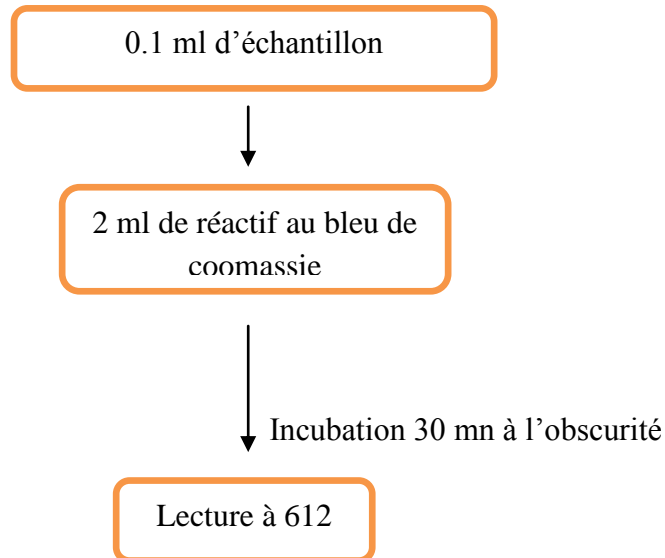 0.1 ml d’échantillon
2 ml de réactif au bleu de
coomassie
Incubation 30 mn à l’obscurité
Lecture à 612